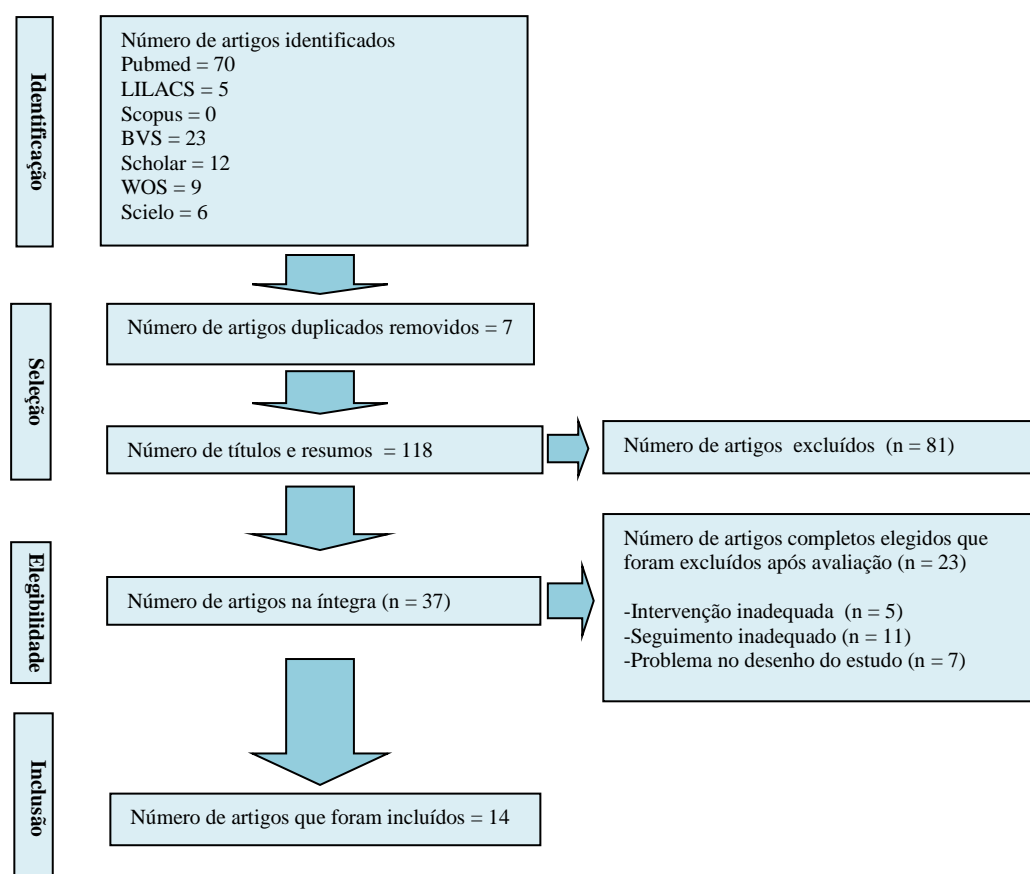 Identificação
Número de artigos identificados
Pubmed = 70
LILACS = 5
Scopus = 0
BVS = 23
Scholar = 12
WOS = 9
Scielo = 6
Seleção
Número de artigos duplicados removidos = 7
Número de títulos e resumos = 118
Número de artigos excluídos (n = 81)
Elegibilidade
Número de artigos na íntegra (n = 37)
Número de artigos completos elegidos que
foram excluídos após avaliação (n = 23)
-Intervenção inadequada (n = 5)
-Seguimento inadequado (n = 11)
-Problema no desenho do estudo (n = 7)
Inclusão
Número de artigos que foram incluídos = 14